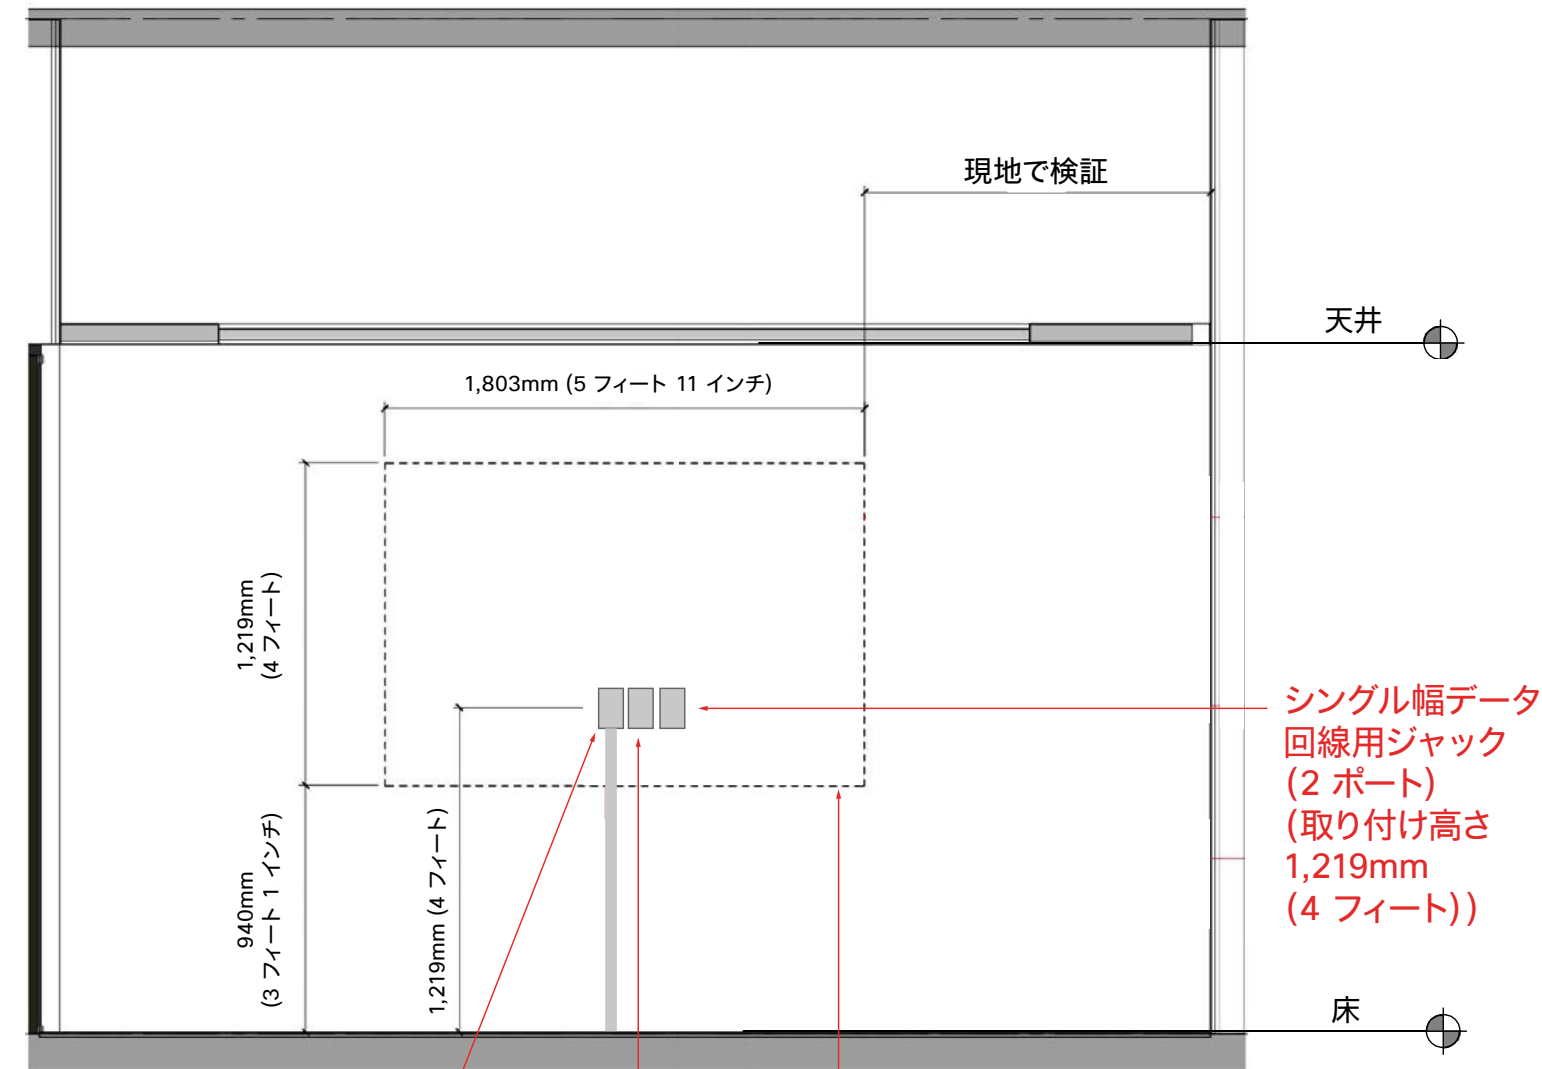 現地で検証
天井
1,803mm (5 フィート 11 インチ)
1,219mm
(4 フィート)
シングル幅データ
回線用ジャック
(2 ポート)
(取り付け高さ
1,219mm
(4 フィート))
940mm
(3 フィート 1 インチ)
1,219mm (4 フィート)
床